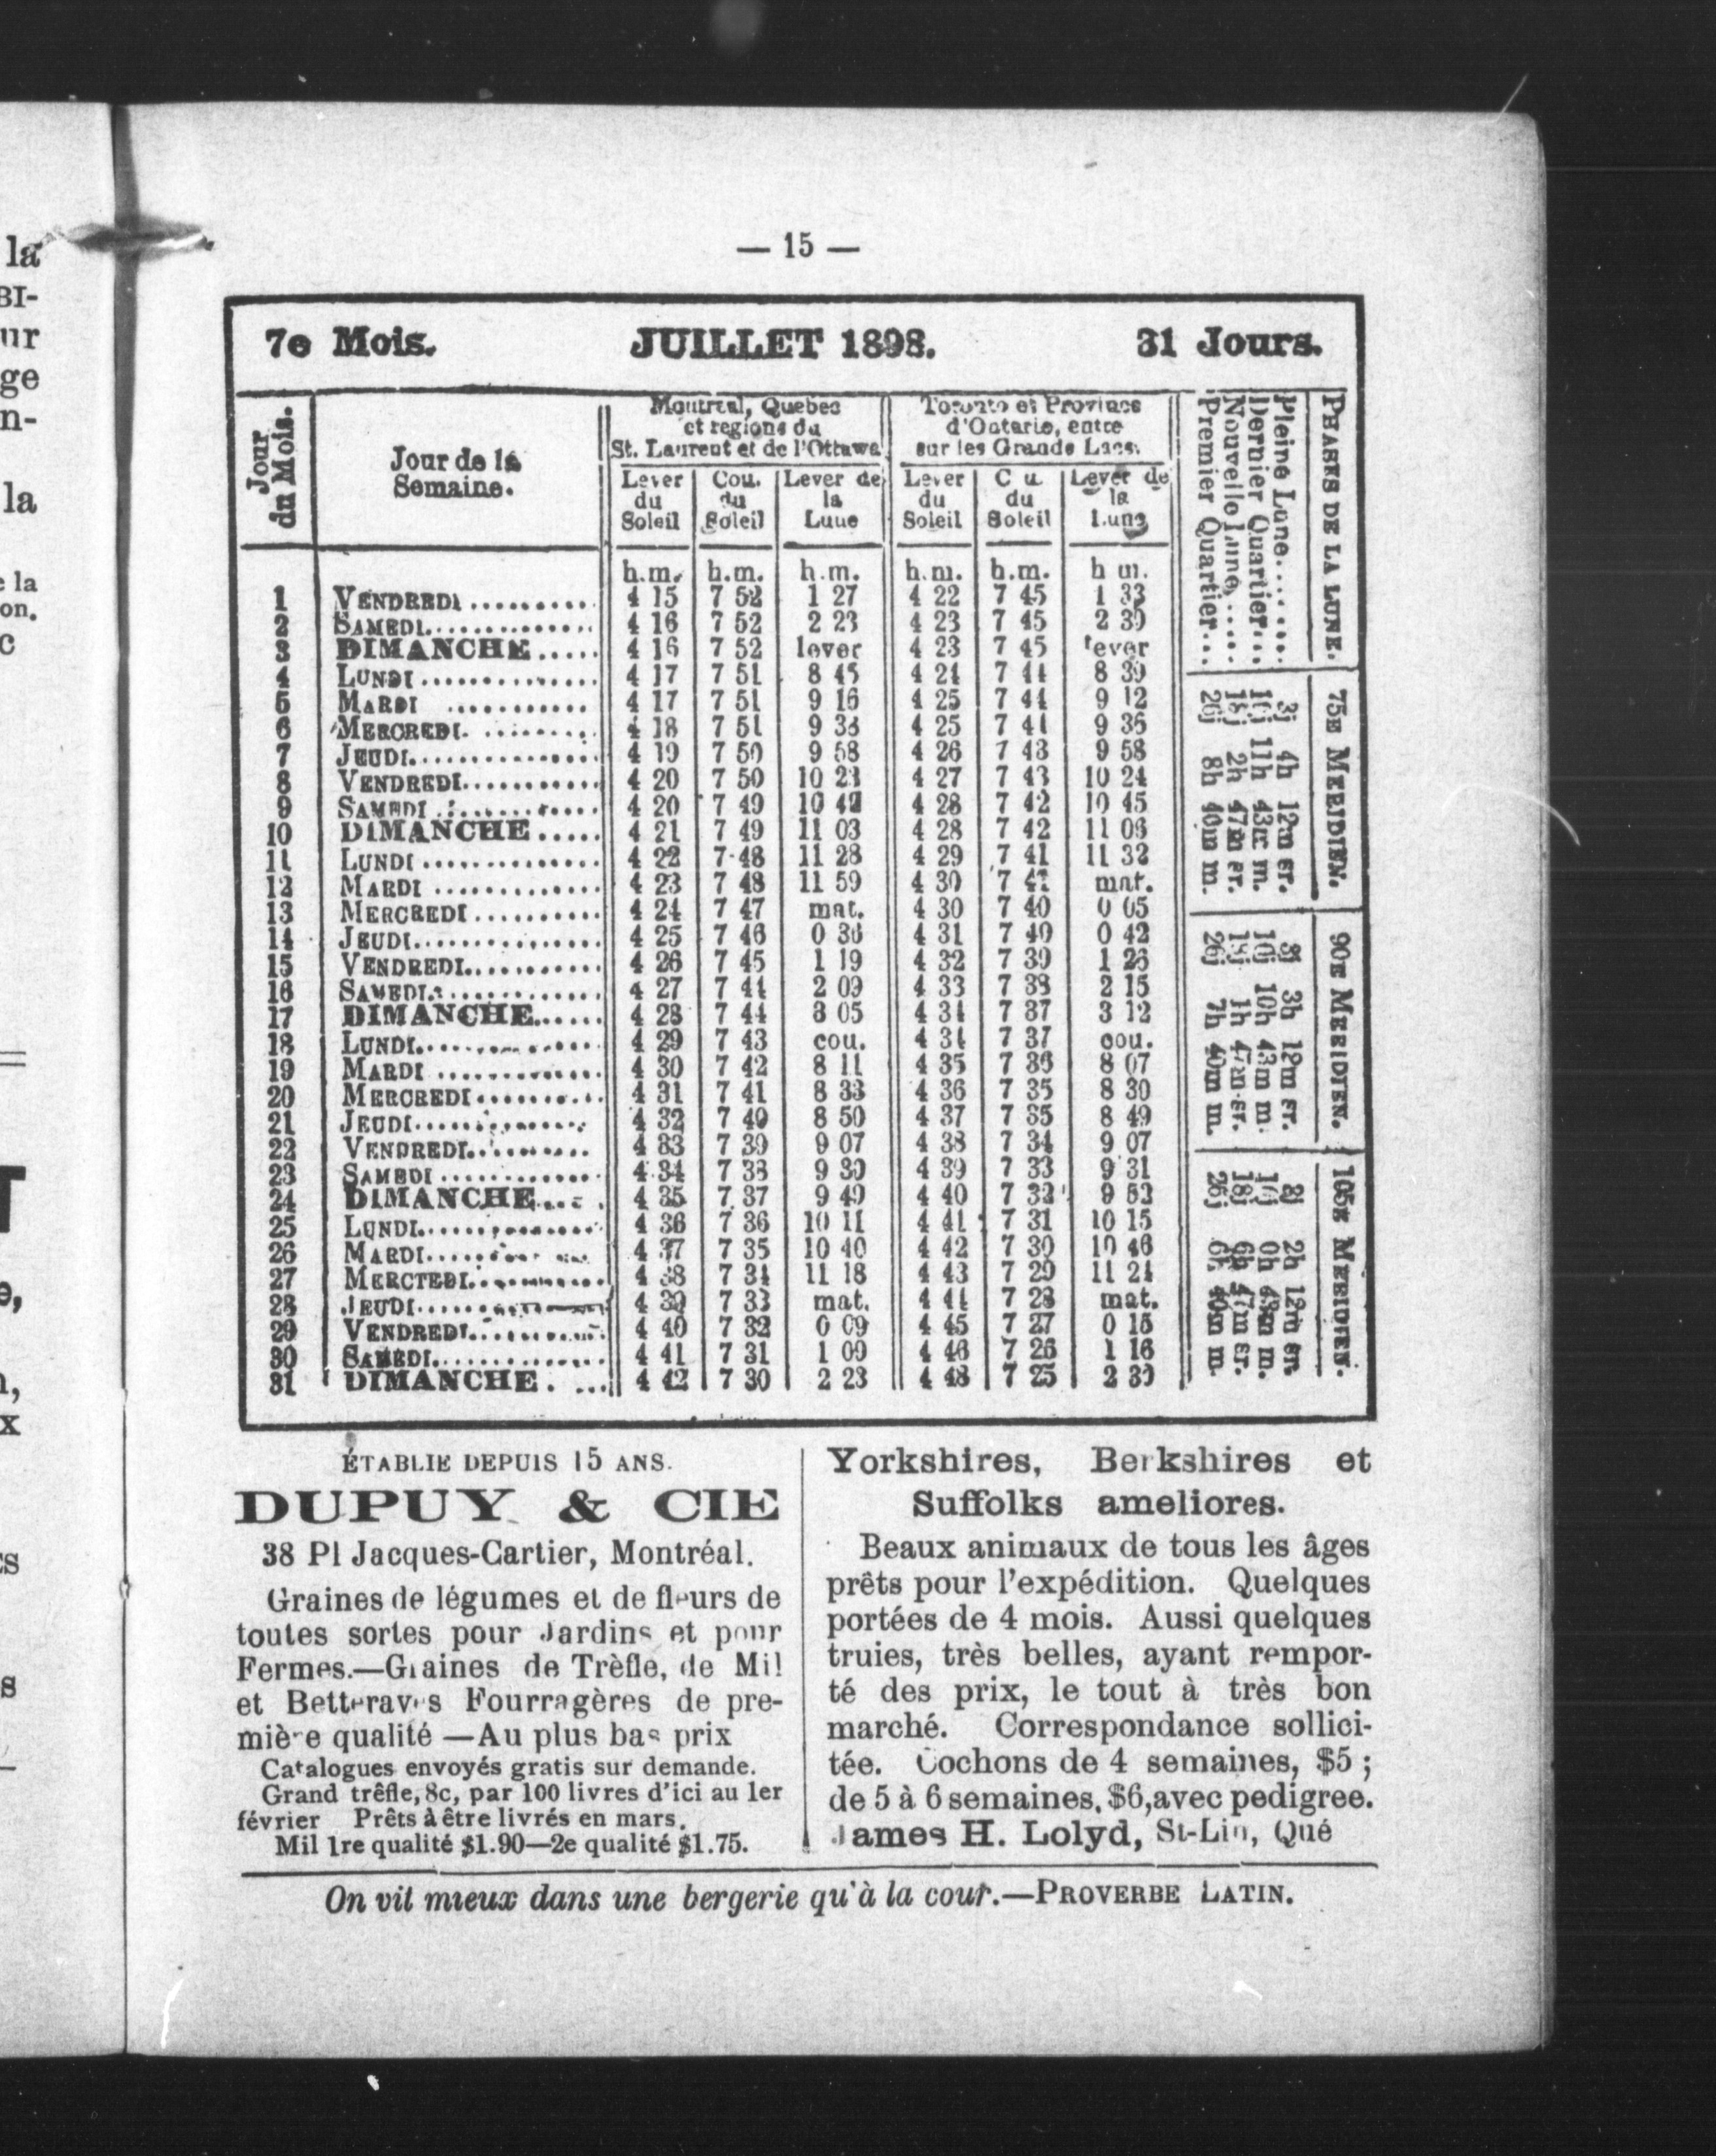 — 15 —
7e Mois. JUILLET 1898. 31 Jours.
Jour du Mois.
Jour de la Semaine.
Montreal, Quebec et regions du St. Laurent et de l'Ottawa
Toronto et Province d'Ontario, entre sur les Grands Lacs.
Lever du Soleil | Cou. du Soleil | Lever de la Lune | Lever du Soleil | C u. du Soleil | Lever de la Lune
h.m. h.m. h.m. h.m. h.m. h m.
1 VENDREDI .......... 4 15 7 52 1 27 4 22 7 45 1 33
2 SAMEDI.............. 4 16 7 52 2 23 4 23 7 45 2 30
3 DIMANCHE ..... 4 16 7 52 lever 4 23 7 45 lever
4 LUNDI .............. 4 17 7 51 8 45 4 24 7 44 8 39
5 MARDI ........... 4 17 7 51 9 16 4 25 7 44 9 12
6 MERCREDI. ......... 4 18 7 51 9 38 4 25 7 44 9 36
7 JEUDI............... 4 19 7 50 9 58 4 26 7 43 9 58
8 VENDREDI........... 4 20 7 50 10 23 4 27 7 43 10 24
9 SAMEDI ............ 4 20 7 49 10 42 4 28 7 42 10 45
10 DIMANCHE ..... 4 21 7 49 11 03 4 28 7 42 11 06
11 LUNDI .............. 4 22 7 48 11 28 4 29 7 41 11 32
12 MARDI ............. 4 23 7 48 11 59 4 30 7 41 mat.
13 MERCREDI .......... 4 24 7 47 mat. 4 30 7 40 0 05
14 JEUDI............... 4 25 7 46 0 36 4 31 7 40 0 42
15 VENDREDI........... 4 26 7 45 1 19 4 32 7 39 1 26
16 SAMEDI............. 4 27 7 44 2 09 4 33 7 38 2 15
17 DIMANCHE...... 4 28 7 44 3 05 4 34 7 37 3 12
18 LUNDI.............. 4 29 7 43 cou. 4 34 7 37 cou.
19 MARDI ............. 4 30 7 42 8 11 4 35 7 36 8 07
20 MERCREDI.......... 4 31 7 41 8 33 4 36 7 35 8 30
21 JEUDI.............. 4 32 7 40 8 50 4 37 7 35 8 49
22 VENDREDI.......... 4 33 7 39 9 07 4 38 7 34 9 07
23 SAMEDI ............ 4 34 7 38 9 30 4 39 7 33 9 31
24 DIMANCHE.... . 4 35 7 37 9 49 4 40 7 32 9 52
25 LUNDI.............. 4 36 7 36 10 11 4 41 7 31 10 15
26 MARDI............. 4 37 7 35 10 40 4 42 7 30 10 46
27 MERCTEDI........... 4 38 7 34 11 18 4 43 7 29 11 24
28 JEUDI.............. 4 39 7 33 mat. 4 44 7 28 mat.
29 VENDREDI........... 4 40 7 32 0 09 4 45 7 27 0 15
30 SAMEDI............. 4 41 7 31 1 09 4 46 7 26 1 16
31 DIMANCHE. ... 4 42 7 30 2 23 4 48 7 25 2 30
PHASES DE LA LUNE. 75E MERIDIEN. 90E MERIDIEN. 105E MERIDIEN.
Pleine Lune....... 3j 4h 12m sr. 3j 3h 12m sr. 2j 2h 12m sr.
Dernier Quartier... 10j 11h 43m m. 10j 10h 43m m. 10j 0h 43m m.
Nouvelle Lune..... 18j 2h 47m sr. 18j 1h 47m sr. 18j 6h 47m sr.
Premier Quartier... 26j 8h 40m m. 26j 7h 40m m. 26j 6h 40m m.
ÉTABLIE DEPUIS 15 ANS.
DUPUY & CIE
38 Pl Jacques-Cartier, Montréal.
Graines de légumes et de fleurs de
toutes sortes pour Jardins et pour
Fermes.—Graines de Trèfle, de Mil
et Betteraves Fourragères de pre-
mière qualité —Au plus bas prix
Catalogues envoyés gratis sur demande.
Grand trêfle, 8c, par 100 livres d'ici au 1er
février Prêts à être livrés en mars.
Mil 1re qualité $1.90—2e qualité $1.75.
Yorkshires, Berkshires et
Suffolks ameliores.
Beaux animaux de tous les âges
prêts pour l'expédition. Quelques
portées de 4 mois. Aussi quelques
truies, très belles, ayant rempor-
té des prix, le tout à très bon
marché. Correspondance sollici-
tée. Cochons de 4 semaines, $5 ;
de 5 à 6 semaines, $6, avec pedigree.
James H. Lolyd, St-Lin, Qué
On vit mieux dans une bergerie qu'à la cour.—PROVERBE LATIN.